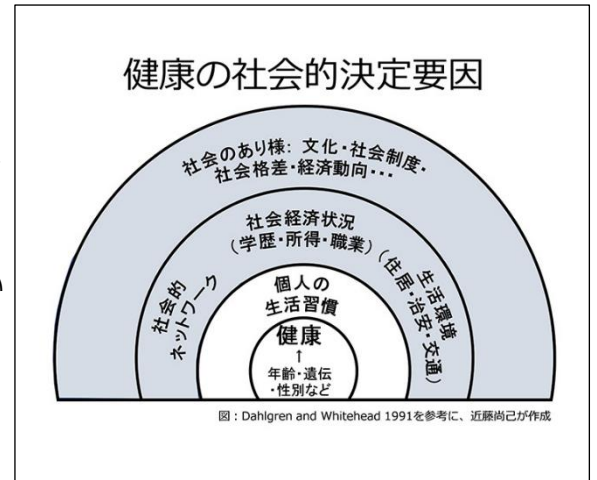 健康の社会的決定要因
社会のあり様: 文化・社会制度・
社会格差・経済動向・・・
社会経済状況
(学歴・所得・職業)
社会的
ネットワーク
生活環境
(住居・治安・交通)
個人の
生活習慣
健康
↑
年齢・遺伝
・性別など
図：Dahlgren and Whitehead 1991を参考に、近藤尚己が作成